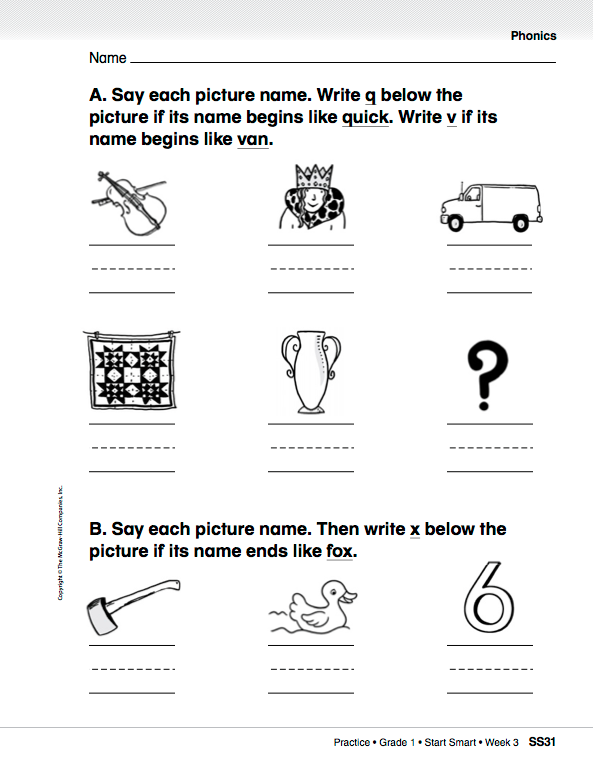 Phonics
Name
A. Say each picture name. Write q below the
picture if its name begins like quick. Write v if its
name begins like van.
?
B. Say each picture name. Then write x below the
picture if its name ends like fox.
6
Copyright © The McGraw-Hill Companies, Inc.
Practice • Grade 1 • Start Smart • Week 3 SS31